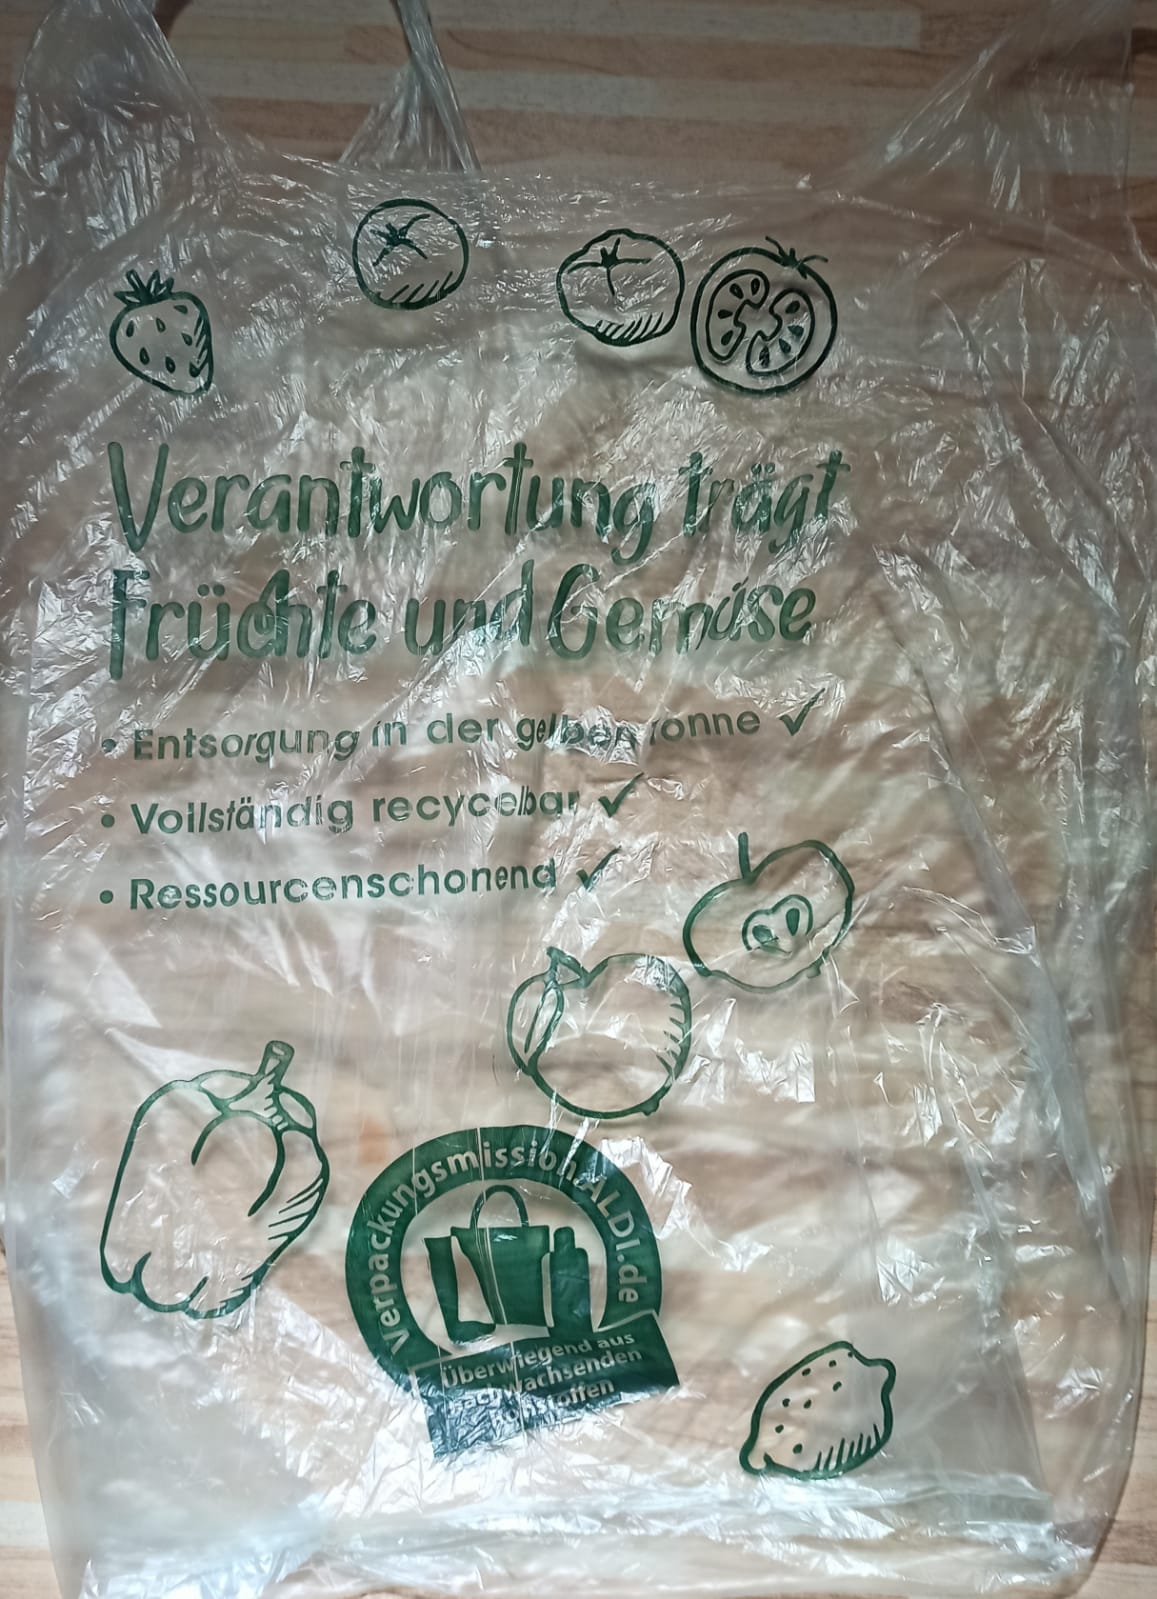 Verantwortung trägt
Früchte und Gemüse
• Entsorgung in der gelben Tonne ✓
• Vollständig recycelbar ✓
• Ressourcenschonend ✓
Verpackungsmission.ALDI.de
Überwiegend aus
nachwachsenden
Rohstoffen